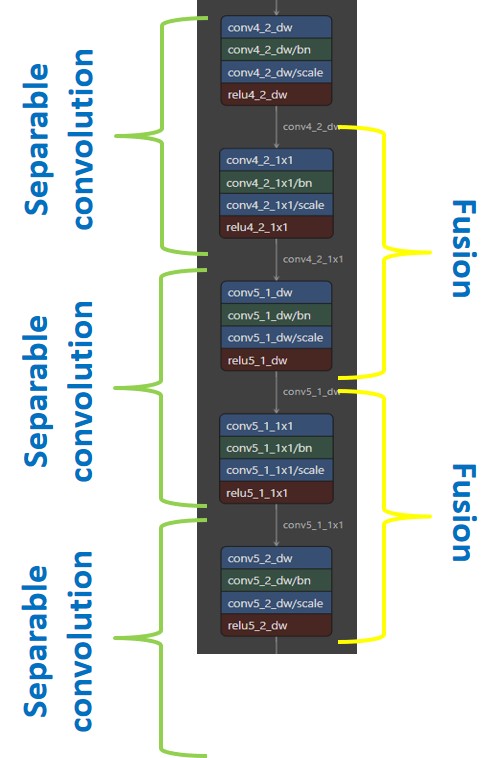 Separable
convolution
conv4_2_dw
conv4_2_dw/bn
conv4_2_dw/scale
relu4_2_dw
conv4_2_dw
conv4_2_1x1
conv4_2_1x1/bn
conv4_2_1x1/scale
relu4_2_1x1
conv4_2_1x1
Fusion
Separable
convolution
conv5_1_dw
conv5_1_dw/bn
conv5_1_dw/scale
relu5_1_dw
conv5_1_dw
conv5_1_1x1
conv5_1_1x1/bn
conv5_1_1x1/scale
relu5_1_1x1
conv5_1_1x1
Fusion
Separable
convolution
conv5_2_dw
conv5_2_dw/bn
conv5_2_dw/scale
relu5_2_dw